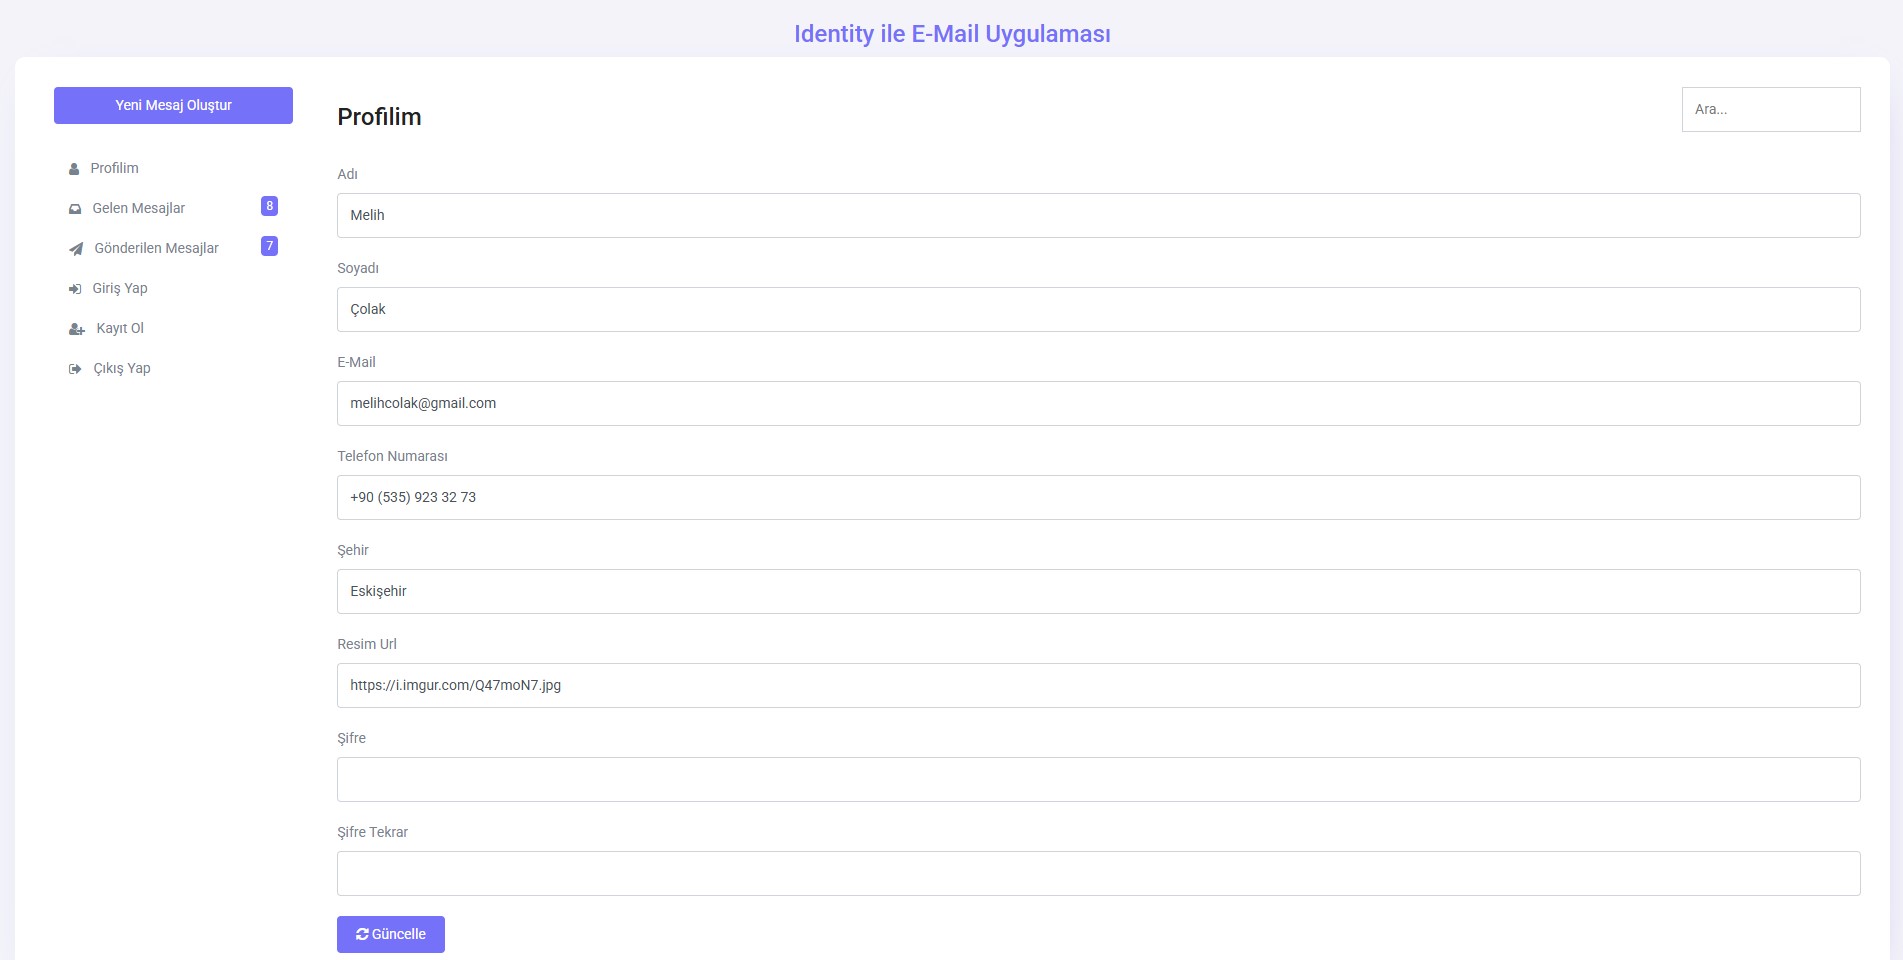 Identity ile E-Mail Uygulaması
Yeni Mesaj Oluştur
Profilim
Gelen Mesajlar 8
Gönderilen Mesajlar 7
Giriş Yap
Kayıt Ol
Çıkış Yap
Profilim
Ara...
Adı
Melih
Soyadı
Çolak
E-Mail
melihcolak@gmail.com
Telefon Numarası
+90 (535) 923 32 73
Şehir
Eskişehir
Resim Url
https://i.imgur.com/Q47moN7.jpg
Şifre
Şifre Tekrar
Güncelle